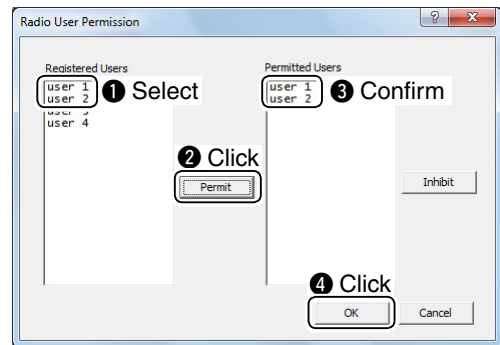 Radio User Permission
?
X
Registered Users
Permitted Users
user 1
user 2
❶ Select
user 1
user 2
❸ Confirm
user 4
❷ Click
Permit
Inhibit
❹ Click
OK
Cancel